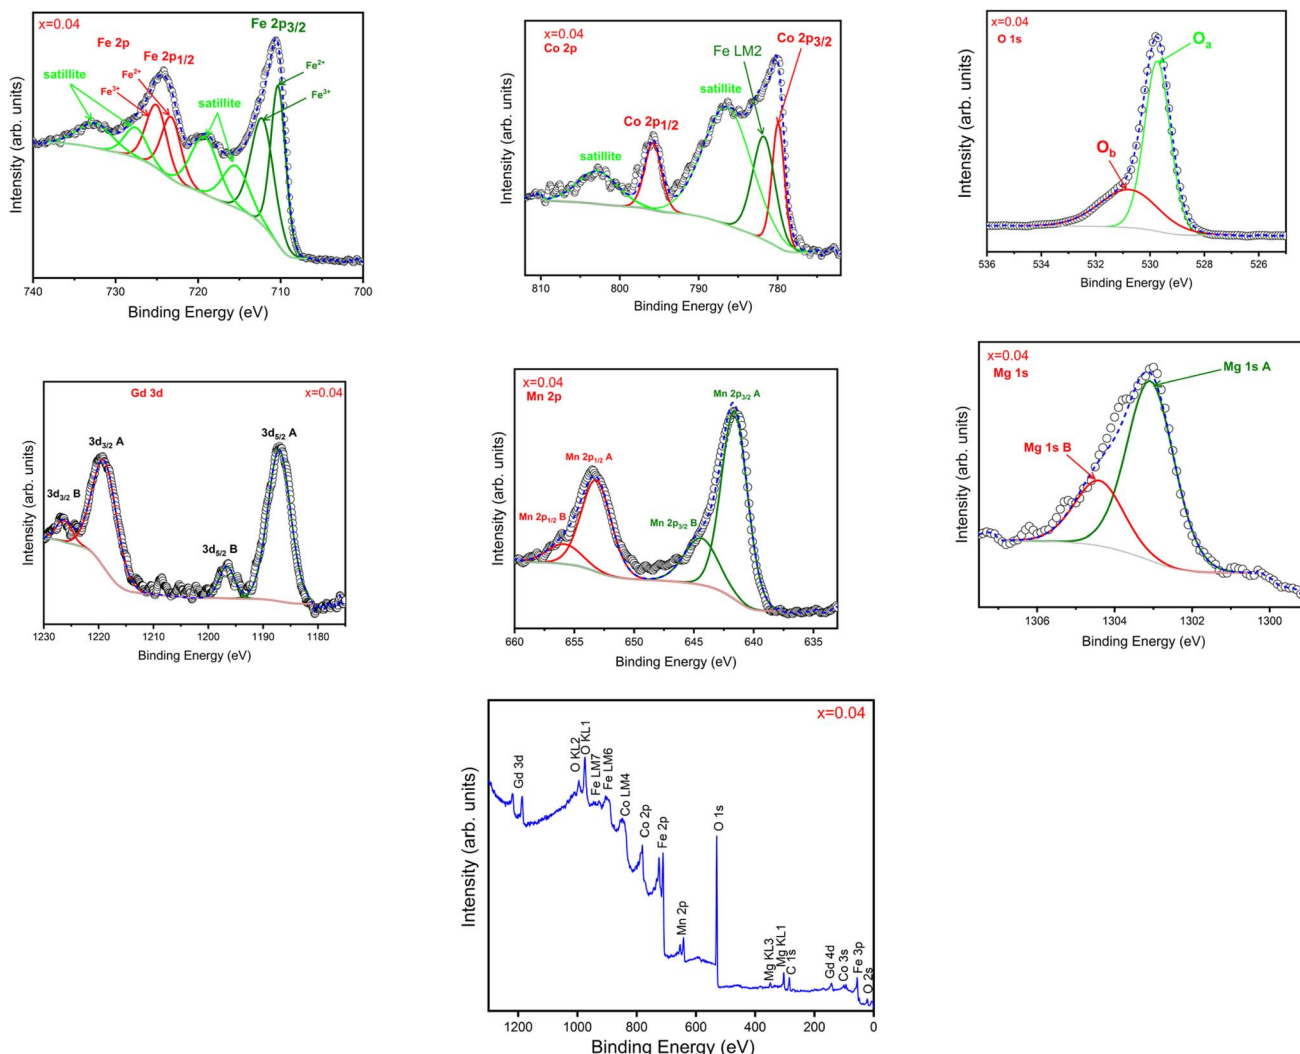 x=0.04
Fe 2p
Fe 2p1/2
Fe 2p3/2
satillite
Fe2+
Fe3+
satillite
Fe2+
Fe3+
Intensity (arb. units)
740 730 720 710 700
Binding Energy (eV)
x=0.04
Co 2p
Fe LM2
Co 2p3/2
satillite
Co 2p1/2
satillite
Intensity (arb. units)
810 800 790 780
Binding Energy (eV)
x=0.04
O 1s
Oa
Ob
Intensity (arb. units)
536 534 532 530 528 526
Binding Energy (eV)
Gd 3d
x=0.04
3d3/2 A
3d5/2 A
3d3/2 B
3d5/2 B
Intensity (arb. units)
1230 1220 1210 1200 1190 1180
Binding Energy (eV)
x=0.04
Mn 2p
Mn 2p3/2 A
Mn 2p1/2 A
Mn 2p1/2 B
Mn 2p3/2 B
Intensity (arb. units)
660 655 650 645 640 635
Binding Energy (eV)
x=0.04
Mg 1s
Mg 1s A
Mg 1s B
Intensity (arb. units)
1306 1304 1302 1300
Binding Energy (eV)
x=0.04
Gd 3d
O KL2
O KL1
Fe LM7
Fe LM6
Co LM4
Co 2p
Fe 2p
Mn 2p
O 1s
Mg KL3
Mg KL1
C 1s
Gd 4d
Co 3s
Fe 3p
O 2s
Intensity (arb. units)
1200 1000 800 600 400 200 0
Binding Energy (eV)